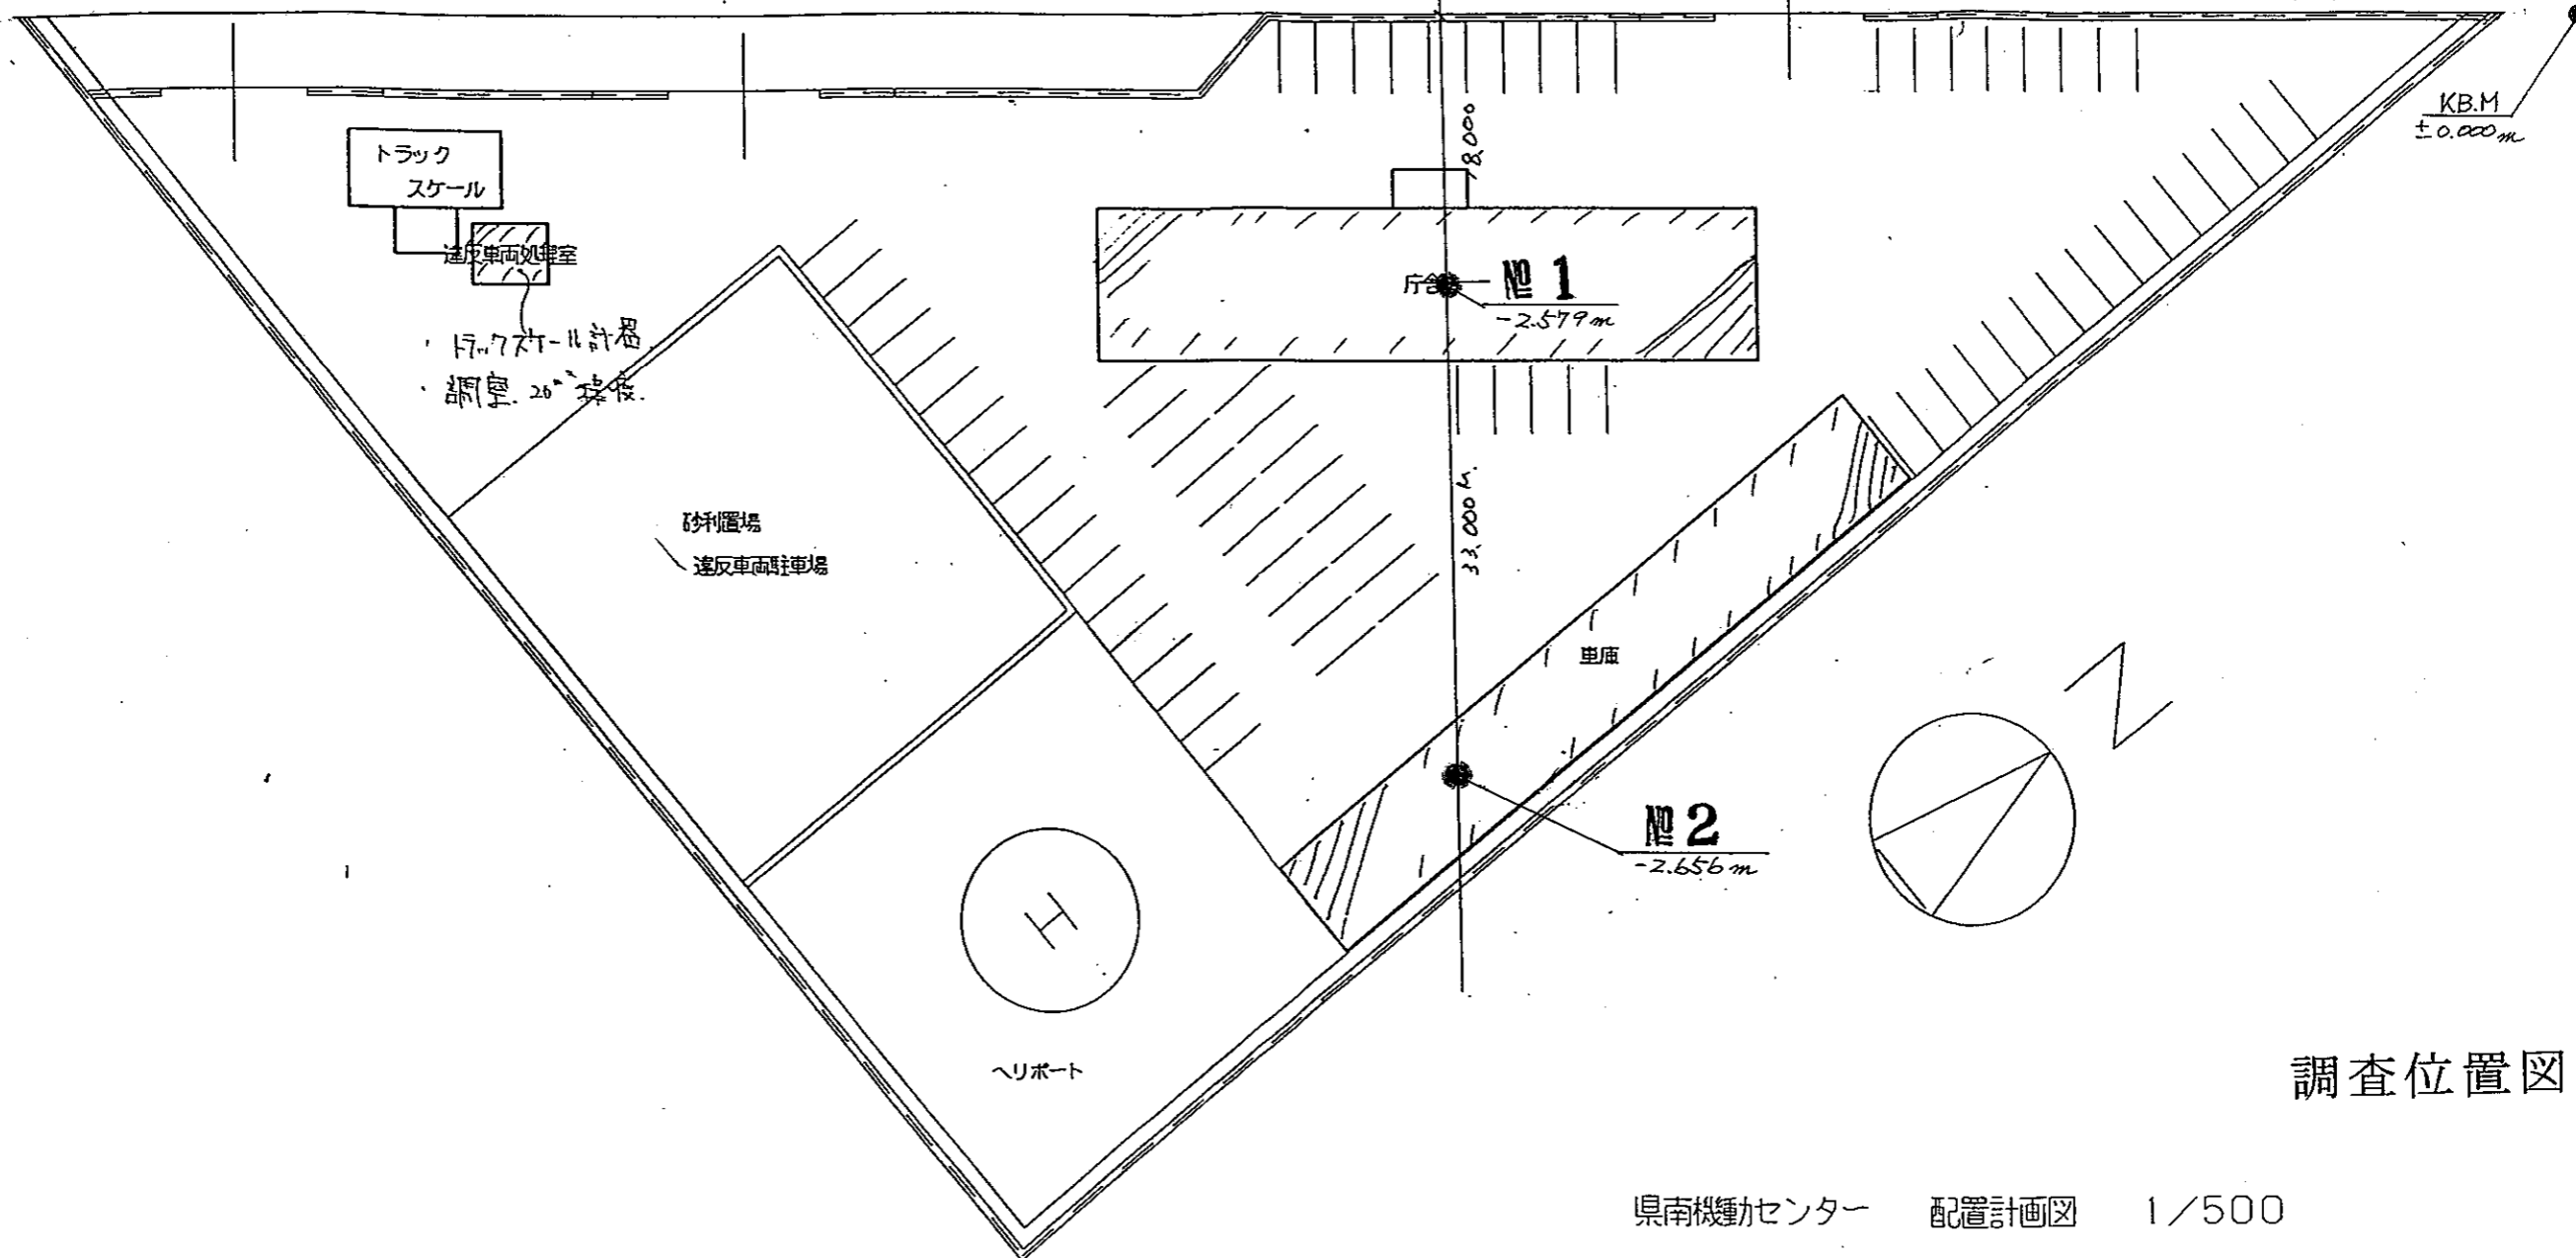 KB.M
±0.000m
トラック
スケール
違反車両処理室
・トラックスケール計器
18,000
庁舎
№ 1
-2.579m
砂利置場
違反車両駐車場
33,000M.
車庫
№ 2
-2.656m
H
ヘリポート
N
調査位置図
県南機動センター 配置計画図 1/500